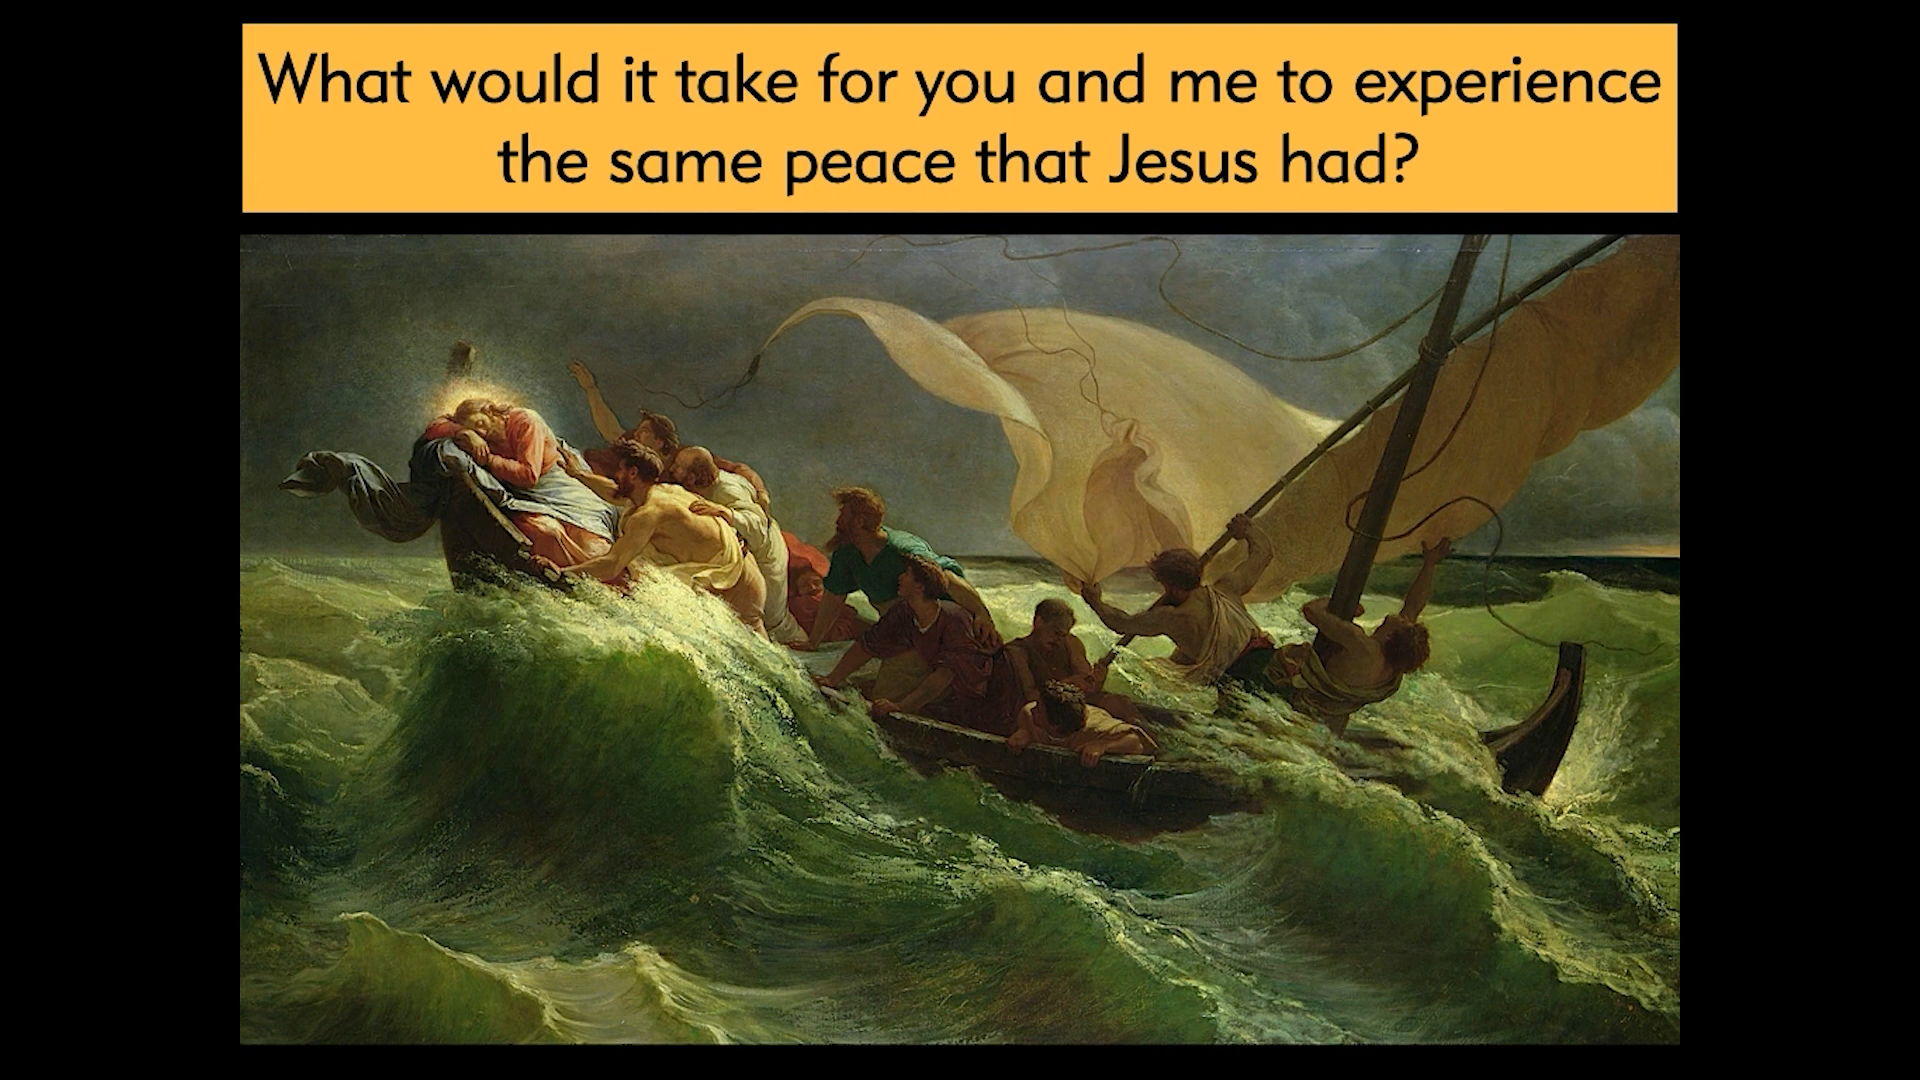 What would it take for you and me to experience
the same peace that Jesus had?